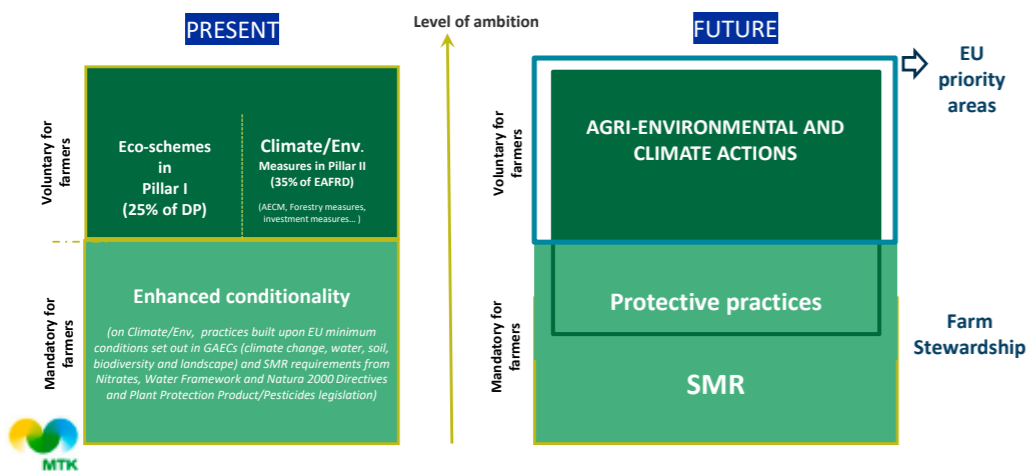 PRESENT
Level of ambition
FUTURE
EU
priority
areas
Voluntary for
farmers
Eco-schemes
in
Pillar I
(25% of DP)
Climate/Env.
Measures in Pillar II
(35% of EAFRD)
(AECM, Forestry measures,
investment measures... )
Voluntary for
farmers
AGRI-ENVIRONMENTAL AND
CLIMATE ACTIONS
Mandatory for
farmers
Enhanced conditionality
(on Climate/Env, practices built upon EU minimum
conditions set out in GAECs (climate change, water, soil,
biodiversity and landscape) and SMR requirements from
Nitrates, Water Framework and Natura 2000 Directives
and Plant Protection Product/Pesticides legislation)
Mandatory for
farmers
Protective practices
SMR
Farm
Stewardship
MTK